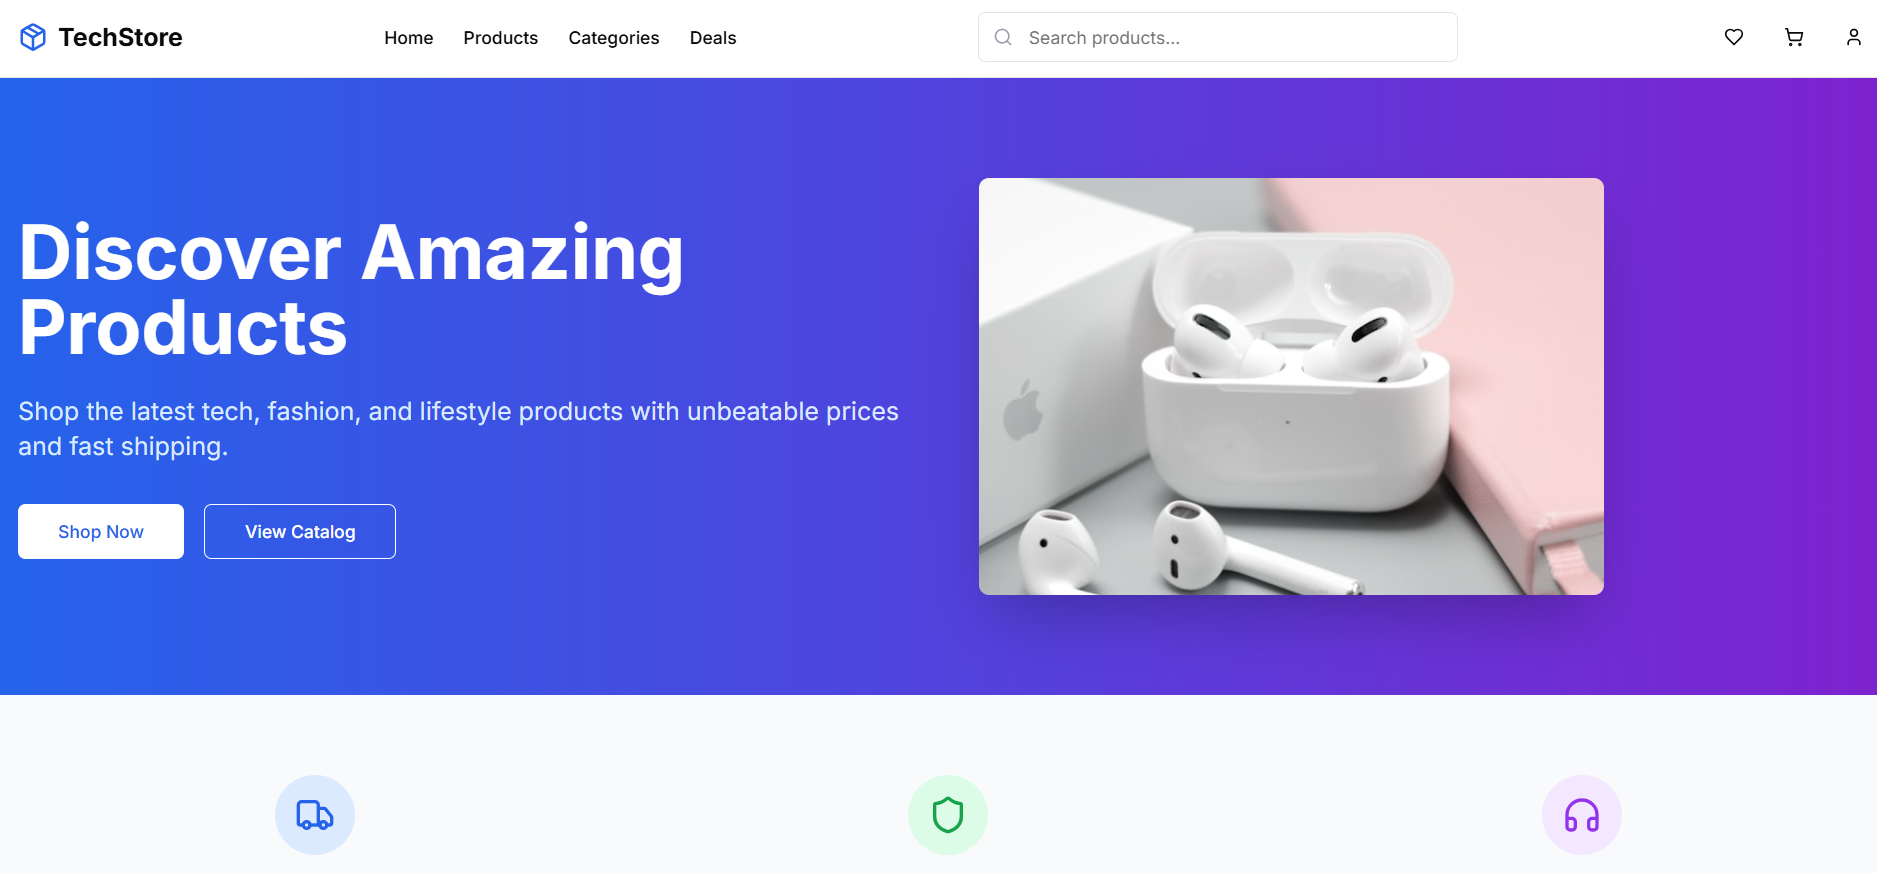 TechStore
Home
Products
Categories
Deals
Search products...
Discover Amazing
Products
Shop the latest tech, fashion, and lifestyle products with unbeatable prices
and fast shipping.
Shop Now
View Catalog